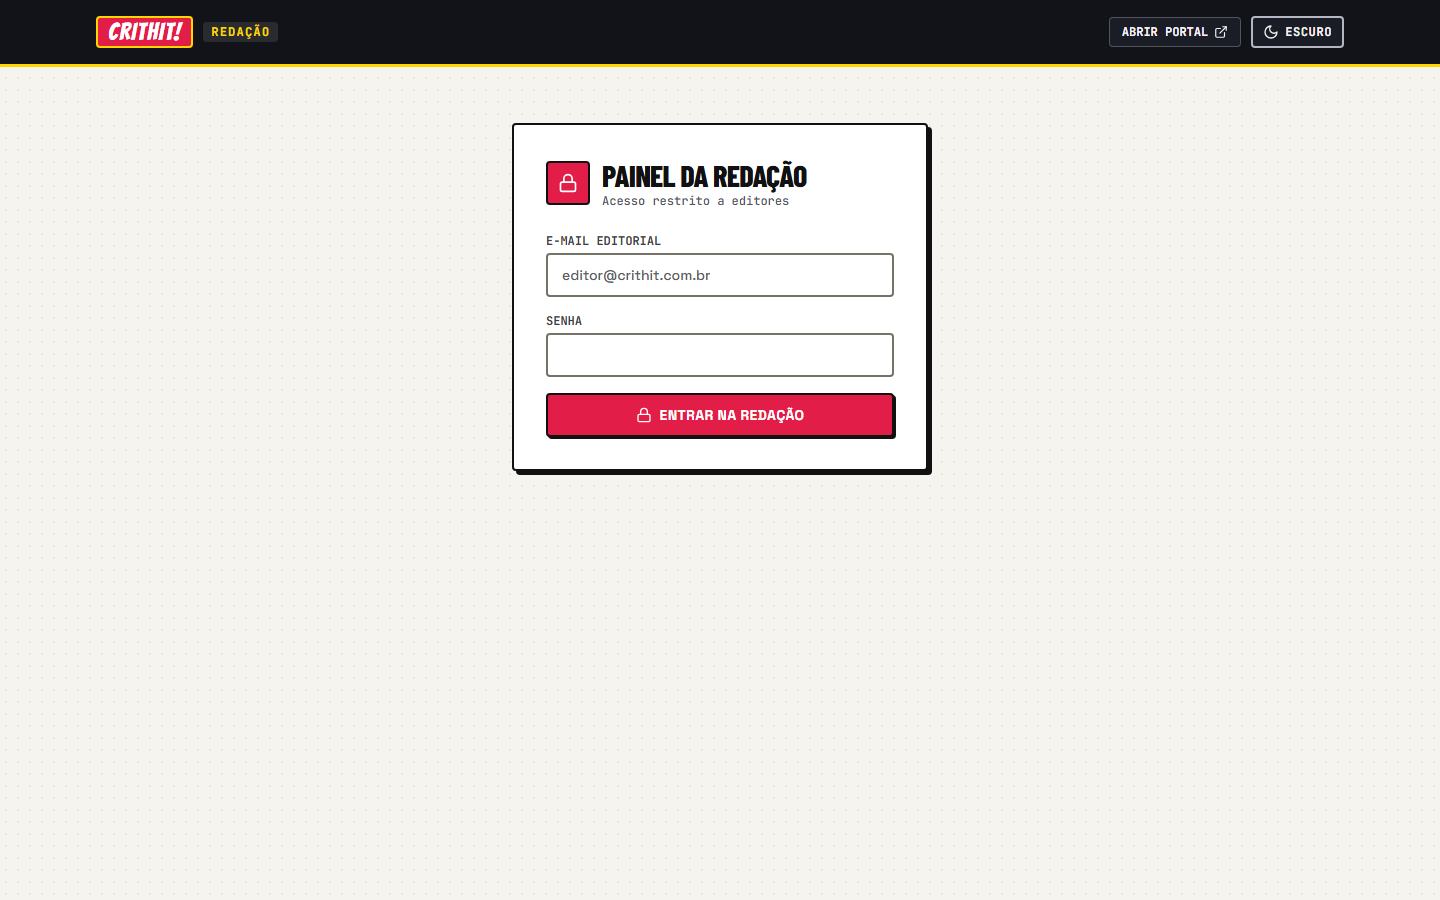 CRITHIT!
REDAÇÃO
ABRIR PORTAL
ESCURO
PAINEL DA REDAÇÃO
Acesso restrito a editores
E-MAIL EDITORIAL
editor@crithit.com.br
SENHA
ENTRAR NA REDAÇÃO